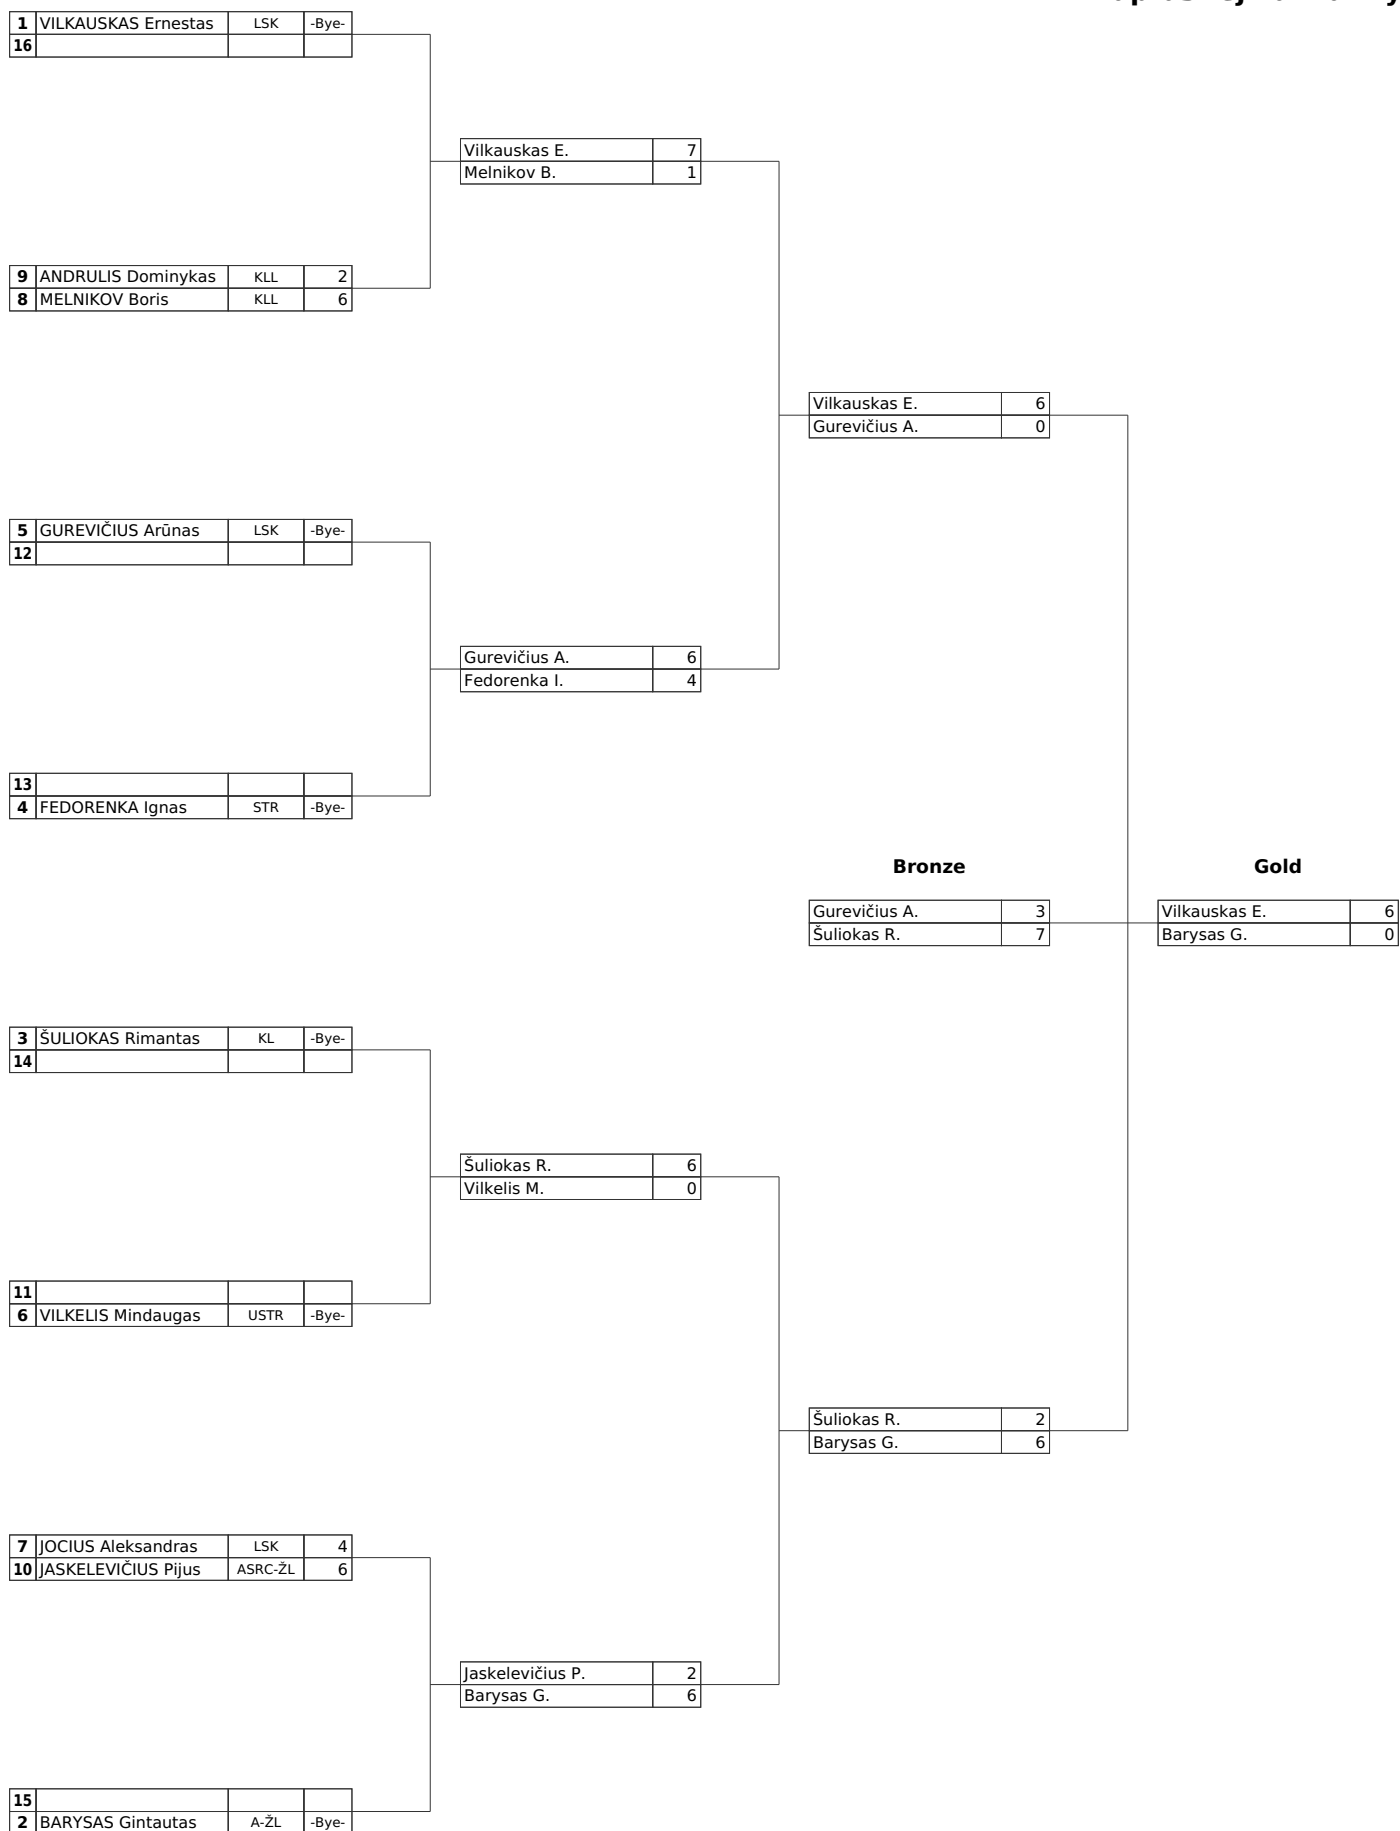 1 VILKAUSKAS Ernestas LSK -Bye-
16
Vilkauskas E. 7
Melnikov B. 1
9 ANDRULIS Dominykas KLL 2
8 MELNIKOV Boris KLL 6
Vilkauskas E. 6
Gurevičius A. 0
5 GUREVIČIUS Arūnas LSK -Bye-
12
Gurevičius A. 6
Fedorenka I. 4
13
4 FEDORENKA Ignas STR -Bye-
Bronze Gold
Gurevičius A. 3 Vilkauskas E. 6
Šuliokas R. 7 Barysas G. 0
3 ŠULIOKAS Rimantas KL -Bye-
14
Šuliokas R. 6
Vilkelis M. 0
11
6 VILKELIS Mindaugas USTR -Bye-
Šuliokas R. 2
Barysas G. 6
7 JOCIUS Aleksandras LSK 4
10 JASKELEVIČIUS Pijus ASRC-ŽL 6
Jaskelevičius P. 2
Barysas G. 6
15
2 BARYSAS Gintautas A-ŽL -Bye-